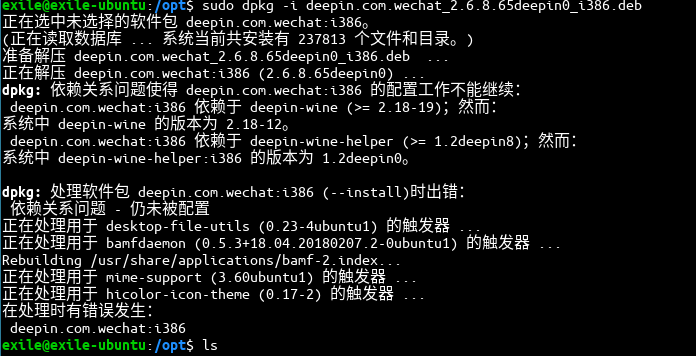 exile@exile-ubuntu:/opt$ sudo dpkg -i deepin.com.wechat_2.6.8.65deepin0_i386.deb
正在选中未选择的软件包 deepin.com.wechat:i386。
(正在读取数据库 ... 系统当前共安装有 237813 个文件和目录。)
准备解压 deepin.com.wechat_2.6.8.65deepin0_i386.deb  ...
正在解压 deepin.com.wechat:i386 (2.6.8.65deepin0) ...
dpkg: 依赖关系问题使得 deepin.com.wechat:i386 的配置工作不能继续：
 deepin.com.wechat:i386 依赖于 deepin-wine (>= 2.18-19)；然而：
系统中 deepin-wine 的版本为 2.18-12。
 deepin.com.wechat:i386 依赖于 deepin-wine-helper (>= 1.2deepin8)；然而：
系统中 deepin-wine-helper:i386 的版本为 1.2deepin0。
dpkg: 处理软件包 deepin.com.wechat:i386 (--install)时出错：
 依赖关系问题 - 仍未被配置
正在处理用于 desktop-file-utils (0.23-4ubuntu1) 的触发器 ...
正在处理用于 bamfdaemon (0.5.3+18.04.20180207.2-0ubuntu1) 的触发器 ...
Rebuilding /usr/share/applications/bamf-2.index...
正在处理用于 mime-support (3.60ubuntu1) 的触发器 ...
正在处理用于 hicolor-icon-theme (0.17-2) 的触发器 ...
在处理时有错误发生：
 deepin.com.wechat:i386
exile@exile-ubuntu:/opt$ ls